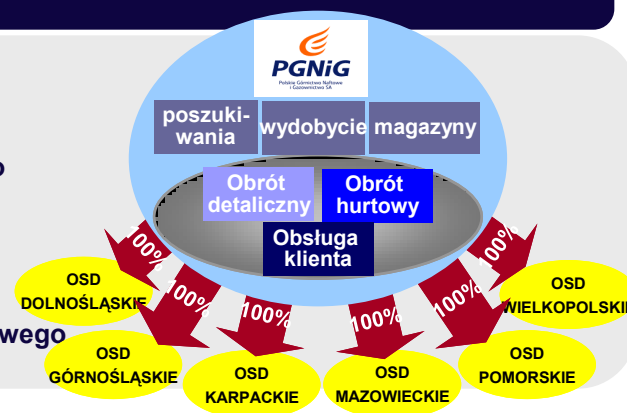 PGNiG
Polskie Górnictwo Naftowe
i Gazownictwo SA
poszuki-
wania
wydobycie
magazyny
Obrót
detaliczny
Obrót
hurtowy
Obsługa
klienta
100%
100%
100%
100%
100%
100%
OSD
DOLNOŚLĄSKIE
OSD
WIELKOPOLSKI
wego
OSD
GÓRNOŚLĄSKIE
OSD
KARPACKIE
OSD
MAZOWIECKIE
OSD
POMORSKIE